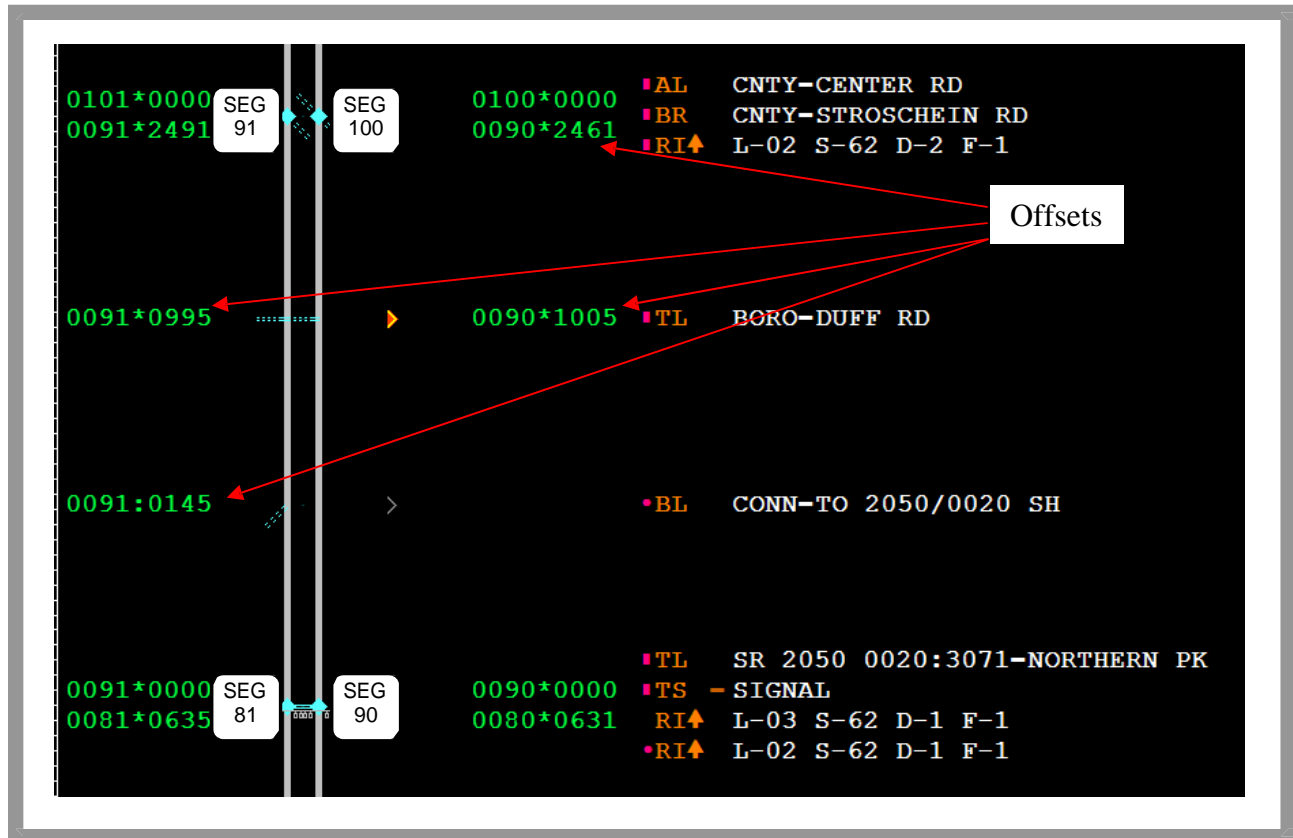 0101*0000 SEG SEG 0100*0000 AL CNTY-CENTER RD
0091*2491 91 100 0090*2461 BR CNTY-STROSCHEIN RD
RI L-02 S-62 D-2 F-1
Offsets
0091*0995 0090*1005 TL BORO-DUFF RD
0091:0145 BL CONN-TO 2050/0020 SH
TL SR 2050 0020:3071-NORTHERN PK
0091*0000 SEG SEG 0090*0000 TS - SIGNAL
0081*0635 81 90 0080*0631 RI L-03 S-62 D-1 F-1
RI L-02 S-62 D-1 F-1